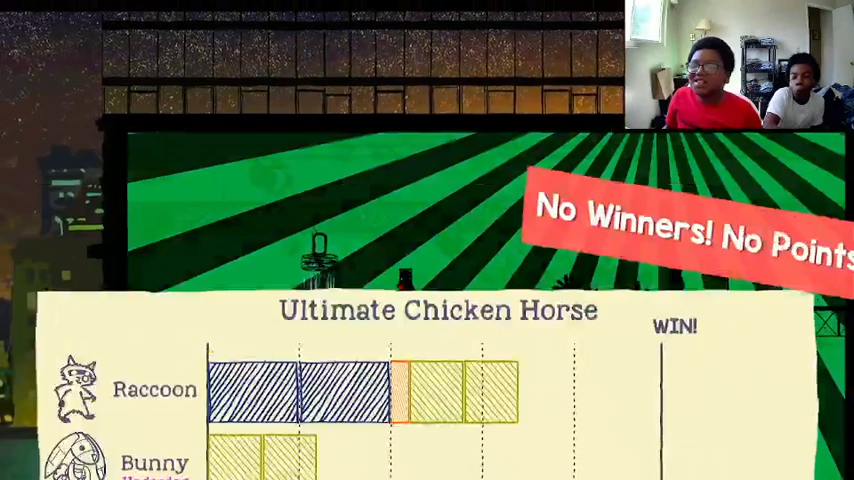 No Winners! No Points
Ultimate Chicken Horse
WIN!
Raccoon
Bunny